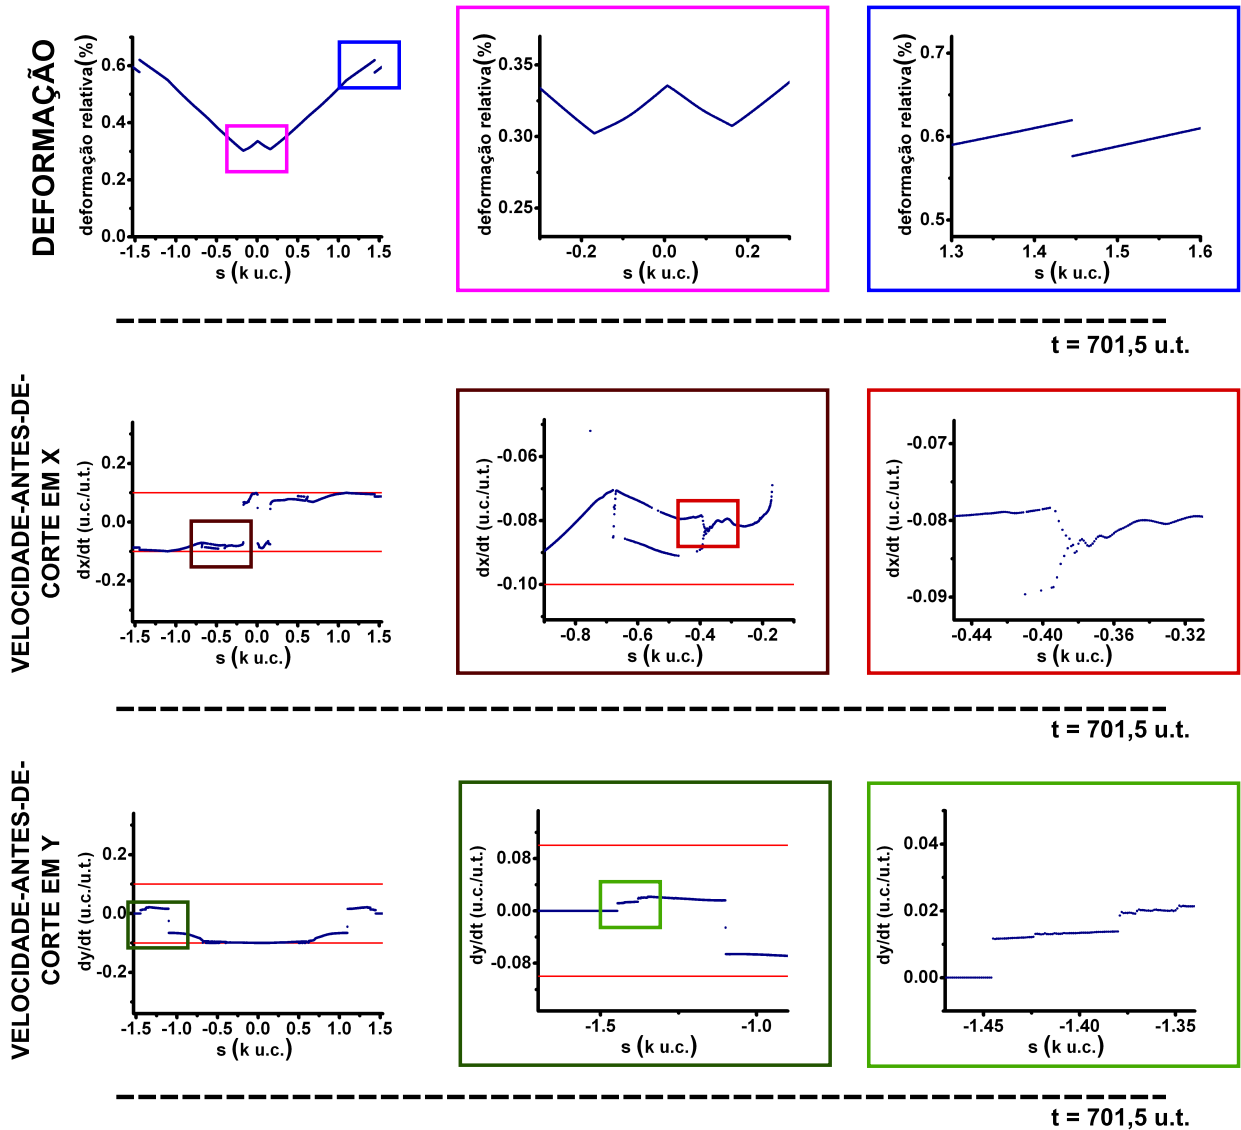 DEFORMAÇÃO
deformação relativa(%)
0.6
0.4
0.2
0.0
-1.5 -1.0 -0.5 0.0 0.5 1.0 1.5
s (k u.c.)
deformação relativa(%)
0.35
0.30
0.25
-0.2 0.0 0.2
s (k u.c.)
deformação relativa(%)
0.7
0.6
0.5
1.3 1.4 1.5 1.6
s (k u.c.)
t = 701,5 u.t.
VELOCIDADE-ANTES-DE-
CORTE EM X
dx/dt (u.c./u.t.)
0.2
0.0
-0.2
-1.5 -1.0 -0.5 0.0 0.5 1.0 1.5
s (k u.c.)
dx/dt (u.c./u.t.)
-0.06
-0.08
-0.10
-0.8 -0.6 -0.4 -0.2
s (k u.c.)
dx/dt (u.c./u.t.)
-0.07
-0.08
-0.09
-0.44 -0.40 -0.36 -0.32
s (k u.c.)
t = 701,5 u.t.
VELOCIDADE-ANTES-DE-
CORTE EM Y
dy/dt (u.c./u.t.)
0.2
0.0
-0.2
-1.5 -1.0 -0.5 0.0 0.5 1.0 1.5
s (k u.c.)
dy/dt (u.c./u.t.)
0.08
0.00
-0.08
-1.5 -1.0
s (k u.c.)
dy/dt (u.c./u.t.)
0.04
0.02
0.00
-1.45 -1.40 -1.35
s (k u.c.)
t = 701,5 u.t.